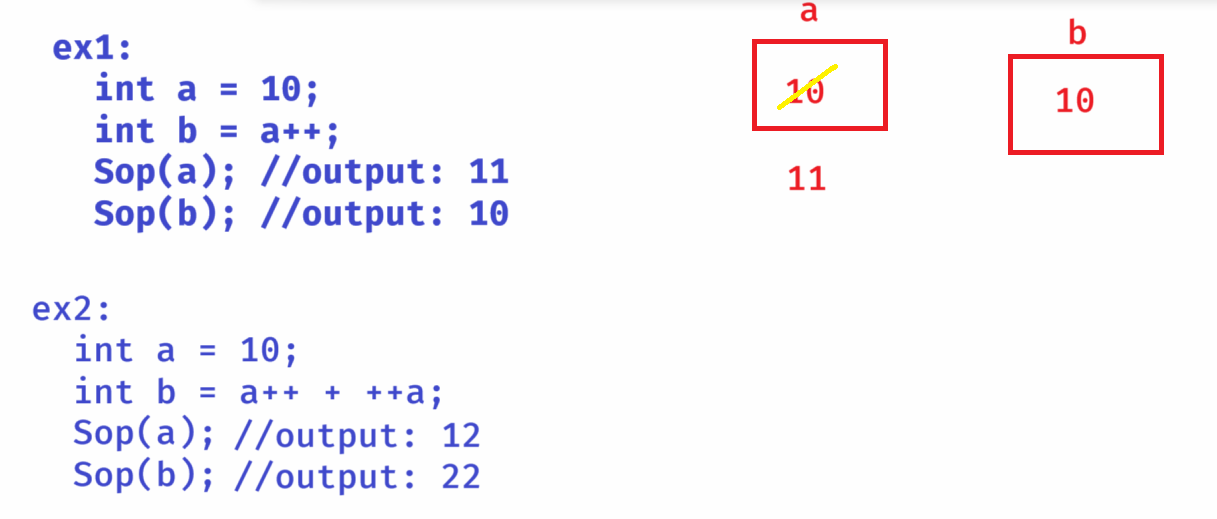 ex1:
int a = 10;
int b = a++;
Sop(a); //output: 11
Sop(b); //output: 10
a
10
11
b
10
ex2:
int a = 10;
int b = a++ + ++a;
Sop(a); //output: 12
Sop(b); //output: 22